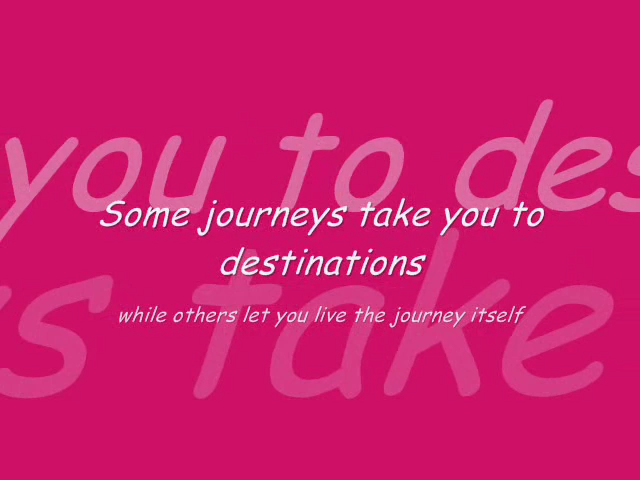 you to des
Some journeys take you to
destinations
while others let you live the journey itself
s take